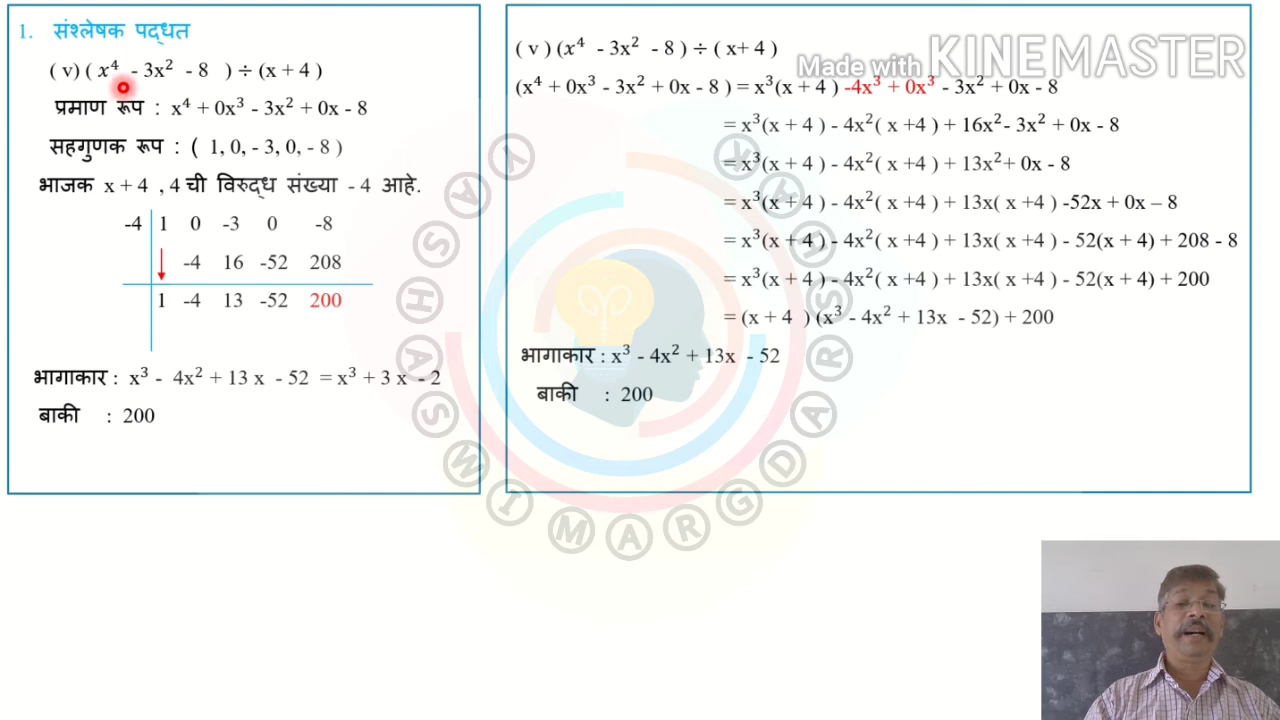 1. संश्लेषक पद्धत
( v) ( x⁴ - 3x² - 8 ) ÷ (x + 4 )
प्रमाण रूप : x⁴ + 0x³ - 3x² + 0x - 8
सहगुणक रूप : ( 1, 0, - 3, 0, - 8 )
भाजक x + 4 , 4 ची विरुद्ध संख्या - 4 आहे.
-4 1 0 -3 0 -8
-4 16 -52 208
1 -4 13 -52 200
भागाकार : x³ - 4x² + 13 x - 52 = x³ + 3 x - 2
बाकी : 200
( v ) (x⁴ - 3x² - 8 ) ÷ ( x+ 4 )
(x⁴ + 0x³ - 3x² + 0x - 8 ) = x³(x + 4 ) -4x³ + 0x³ - 3x² + 0x - 8
= x³(x + 4 ) - 4x²( x +4 ) + 16x²- 3x² + 0x - 8
= x³(x + 4 ) - 4x²( x +4 ) + 13x²+ 0x - 8
= x³(x + 4 ) - 4x²( x +4 ) + 13x( x +4 ) -52x + 0x – 8
= x³(x + 4 ) - 4x²( x +4 ) + 13x( x +4 ) - 52(x + 4) + 208 - 8
= x³(x + 4 ) - 4x²( x +4 ) + 13x( x +4 ) - 52(x + 4) + 200
= (x + 4 ) (x³ - 4x² + 13x - 52) + 200
भागाकार : x³ - 4x² + 13x - 52
बाकी : 200
Made with KINEMASTER
YASHASWI MARGDARSHAK